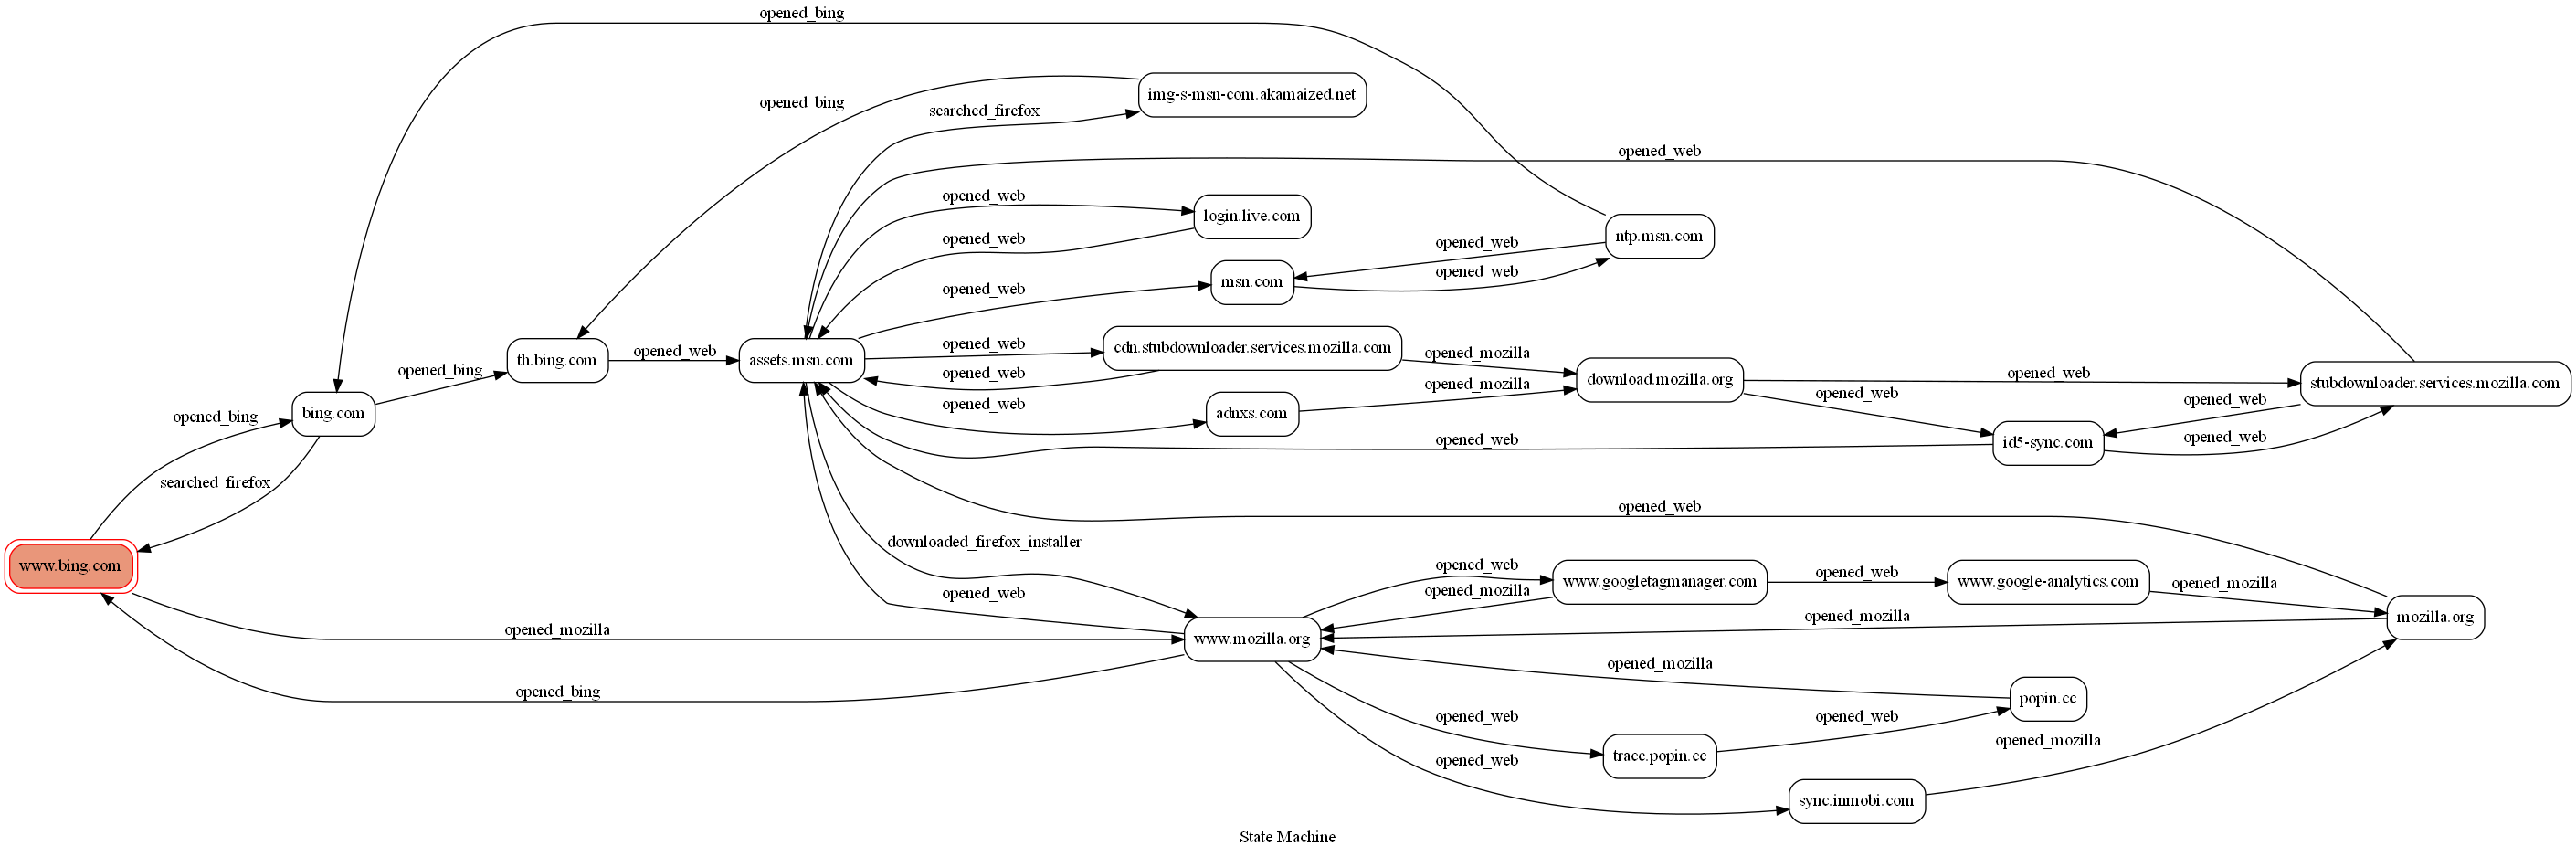 opened_bing
img-s-msn-com.akamaized.net
opened_bing
searched_firefox
opened_web
opened_web
login.live.com
opened_web
ntp.msn.com
opened_web
opened_web
msn.com
opened_web
th.bing.com
opened_web
assets.msn.com
opened_web
cdn.stubdownloader.services.mozilla.com
opened_mozilla
opened_web
download.mozilla.org
opened_web
stubdownloader.services.mozilla.com
opened_bing
opened_web
adnxs.com
opened_mozilla
opened_web
opened_web
bing.com
opened_bing
opened_web
id5-sync.com
opened_web
searched_firefox
opened_web
www.bing.com
downloaded_firefox_installer
opened_web
www.googletagmanager.com
opened_web
www.google-analytics.com
opened_mozilla
opened_web
opened_mozilla
mozilla.org
opened_mozilla
opened_mozilla
www.mozilla.org
opened_mozilla
opened_bing
popin.cc
opened_web
opened_web
trace.popin.cc
opened_mozilla
opened_web
sync.inmobi.com
State Machine